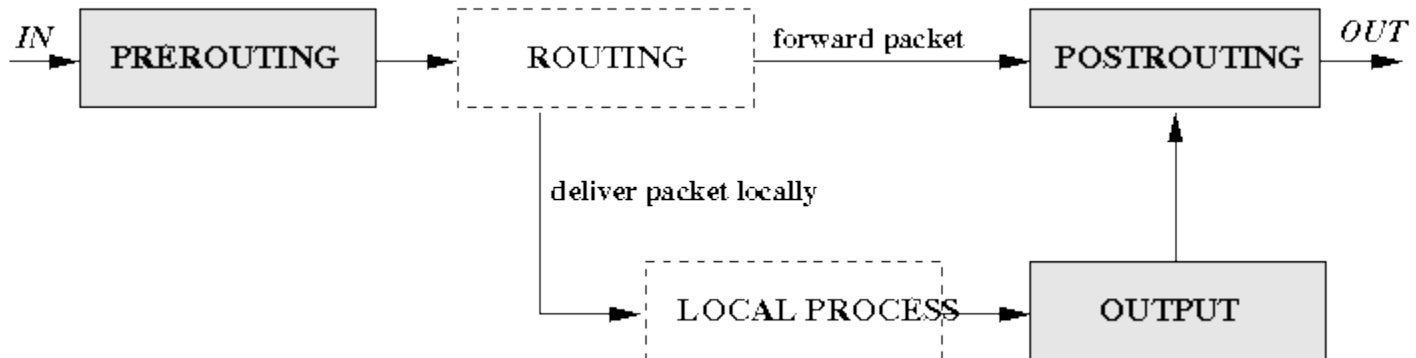 IN
PREROUTING
ROUTING
forward packet
POSTROUTING
OUT
deliver packet locally
LOCAL PROCESS
OUTPUT